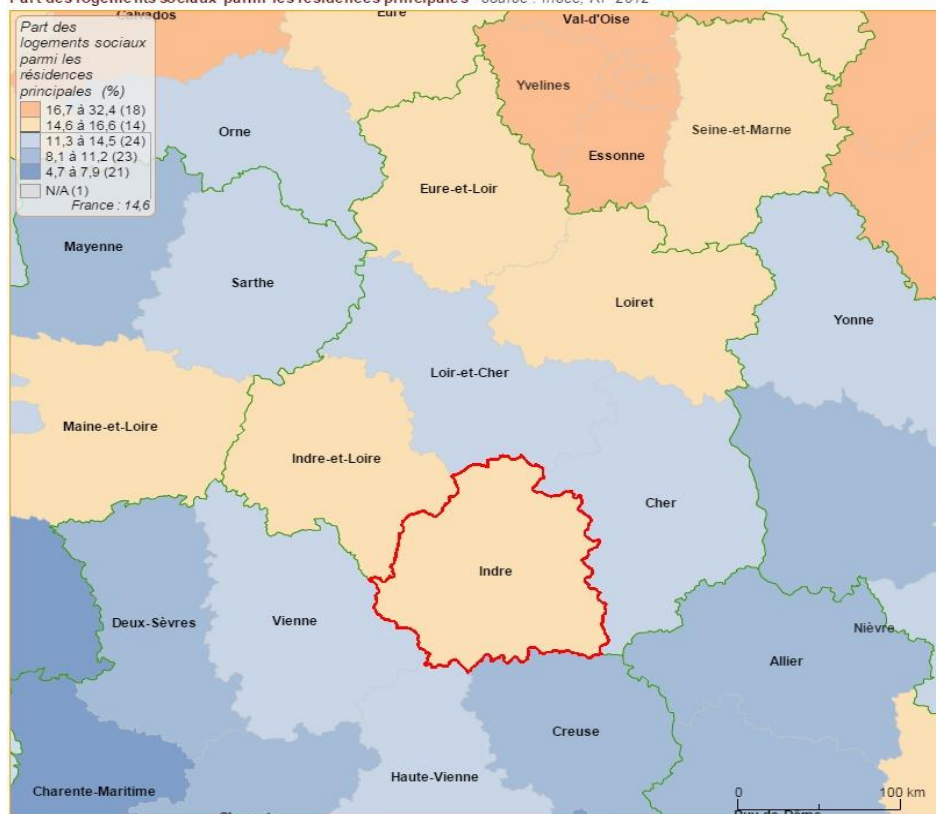 Part des logements sociaux parmi les résidences principales - Source : Insee, RP 2012
Part des
logements sociaux
parmi les
résidences
principales (%)
16,7 à 32,4 (18)
14,6 à 16,6 (14)
11,3 à 14,5 (24)
8,1 à 11,2 (23)
4,7 à 7,9 (21)
N/A (1)
France : 14,6
Calvados
Eure
Val-d'Oise
Yvelines
Orne
Seine-et-Marne
Essonne
Eure-et-Loir
Mayenne
Sarthe
Loiret
Yonne
Loir-et-Cher
Maine-et-Loire
Indre-et-Loire
Cher
Indre
Deux-Sèvres
Vienne
Nièvre
Allier
Creuse
Haute-Vienne
Charente-Maritime
0
100 km
Puy-de-Dôme